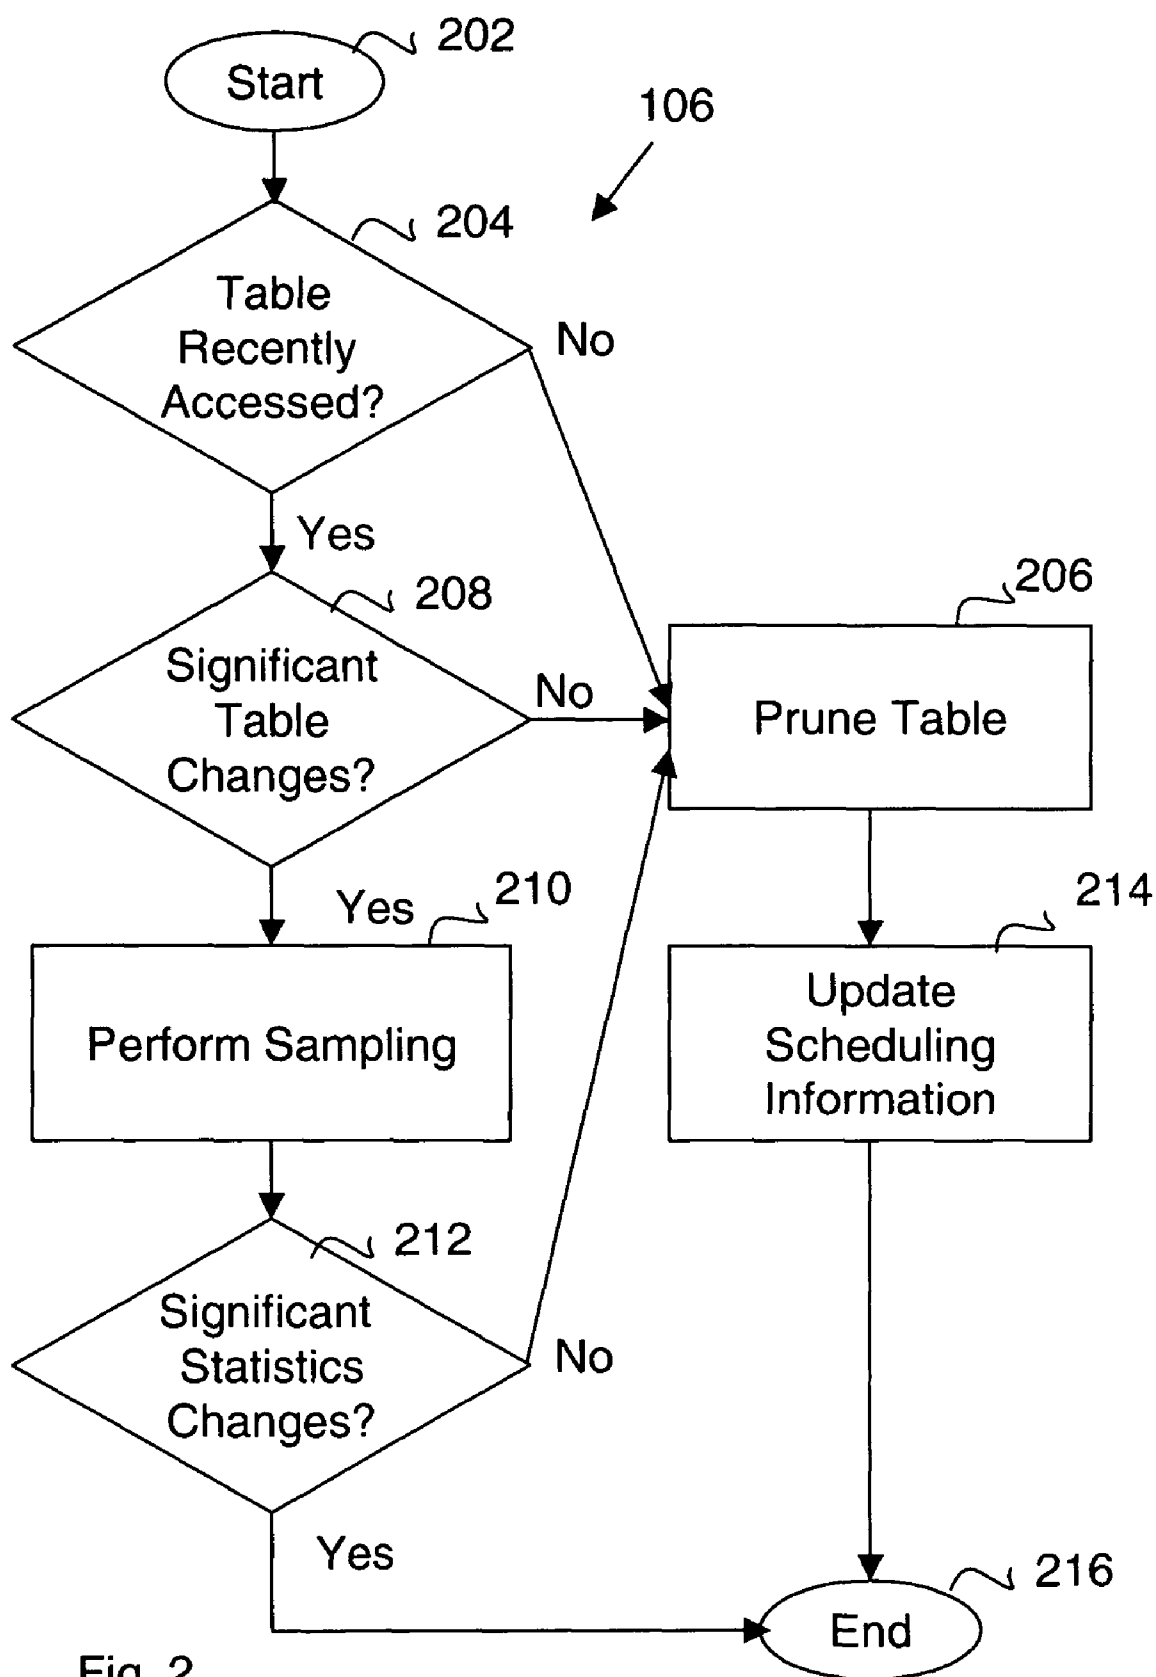 202
Start
106
204
Table
Recently
Accessed?
No
Yes
208
Significant
Table
Changes?
No
206
Prune Table
Yes
210
Perform Sampling
214
Update
Scheduling
Information
212
Significant
Statistics
Changes?
No
Yes
216
End
Fig. 2